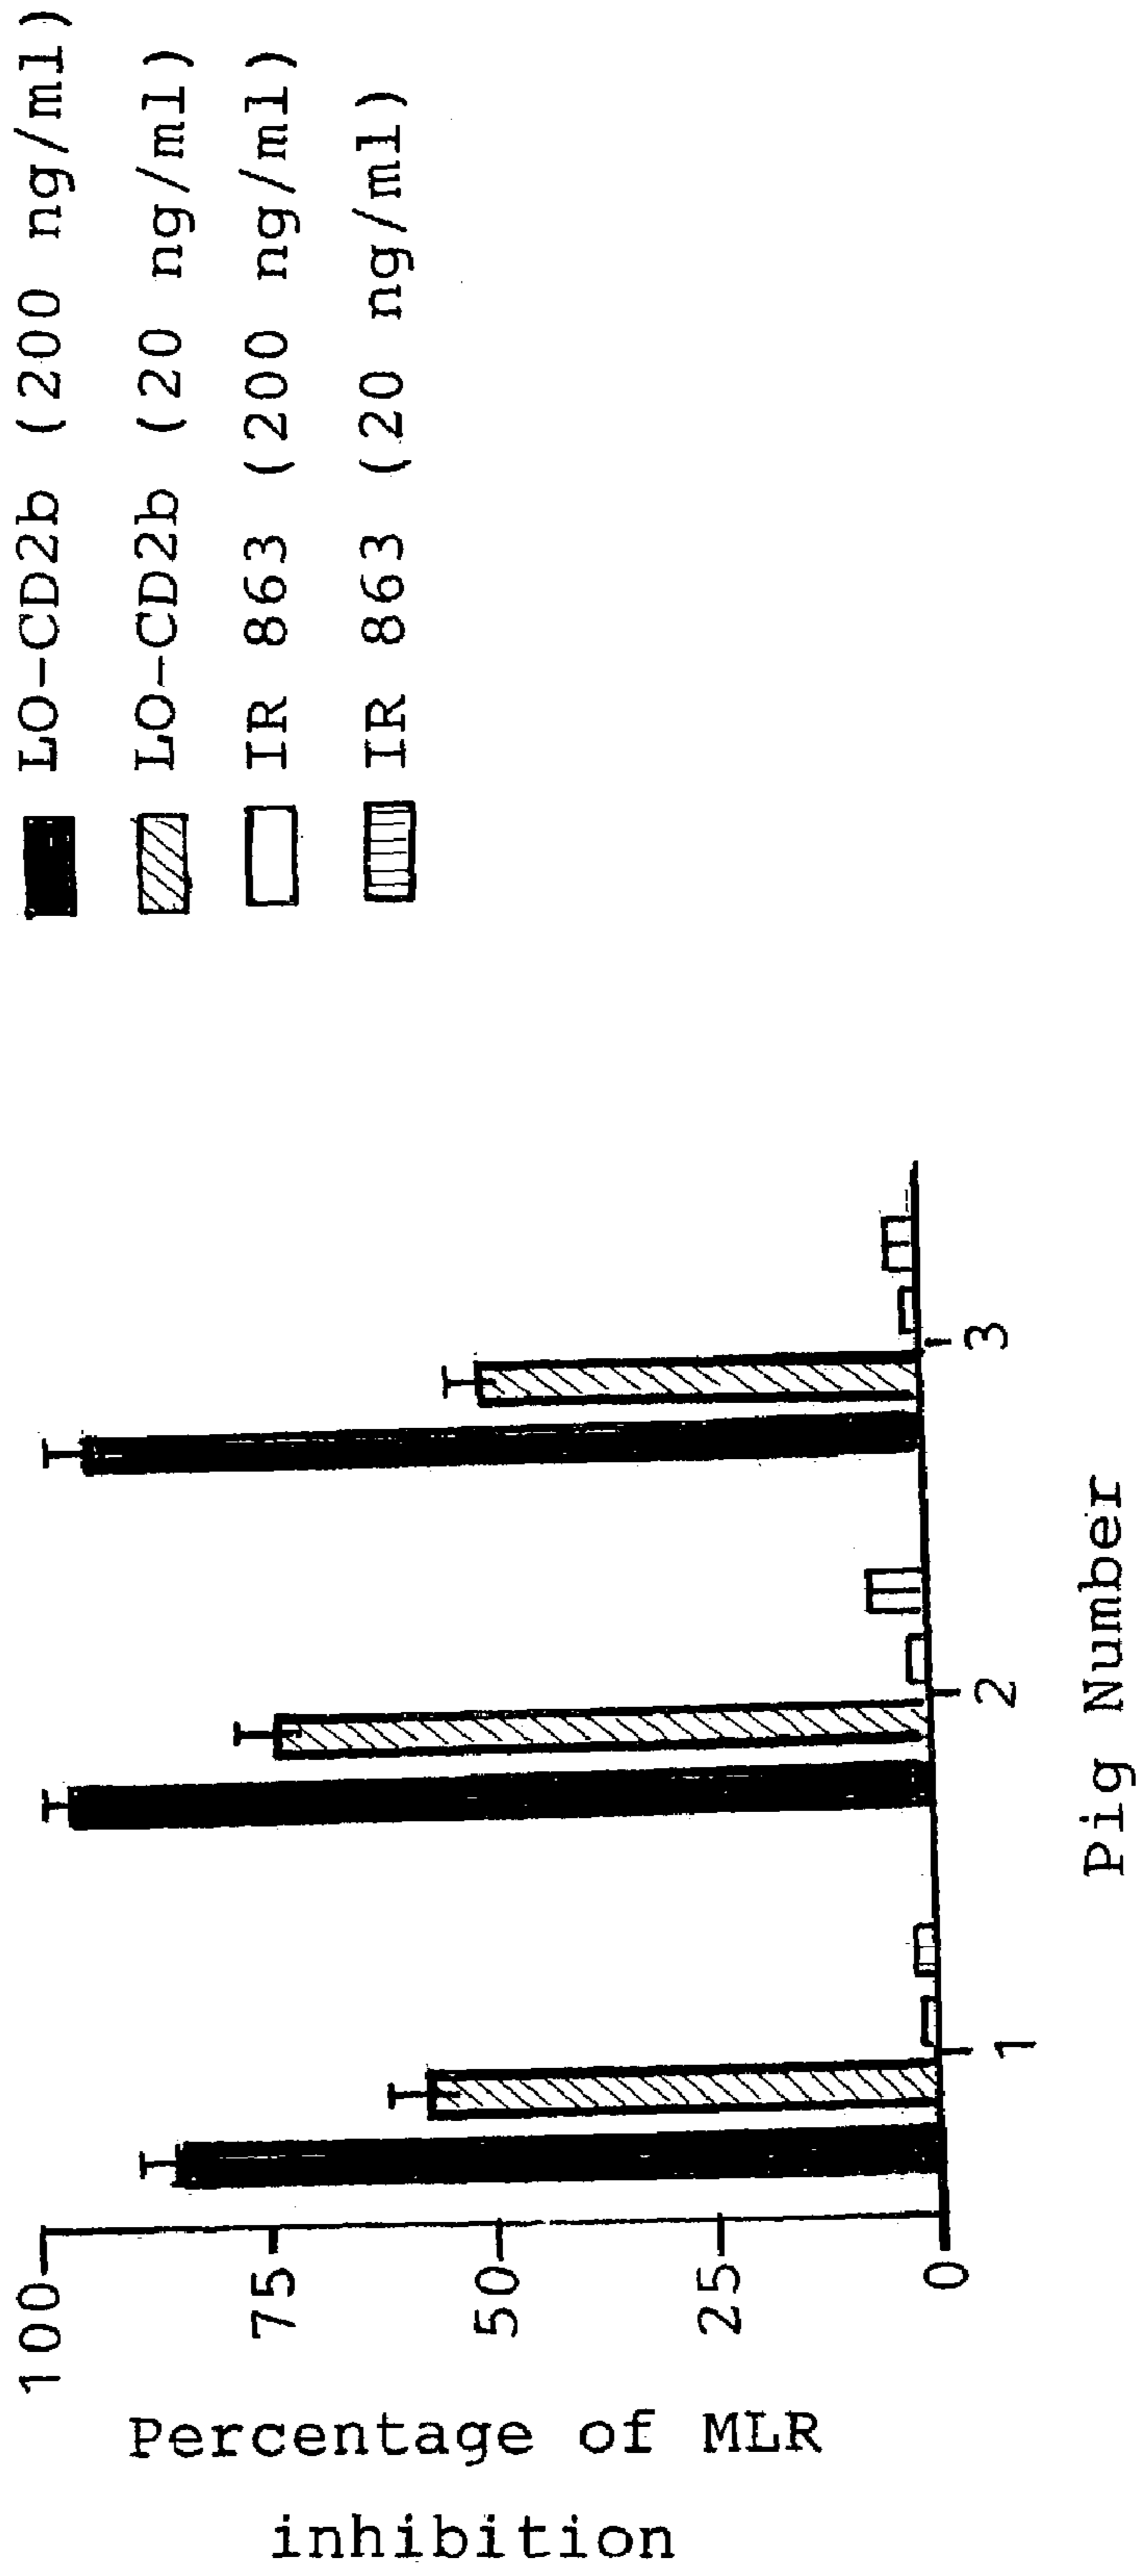 LO-CD2b (200 ng/ml)
LO-CD2b (20 ng/ml)
IR 863 (200 ng/ml)
IR 863 (20 ng/ml)
Percentage of MLR
inhibition
100
75
50
25
0
1
2
3
Pig Number